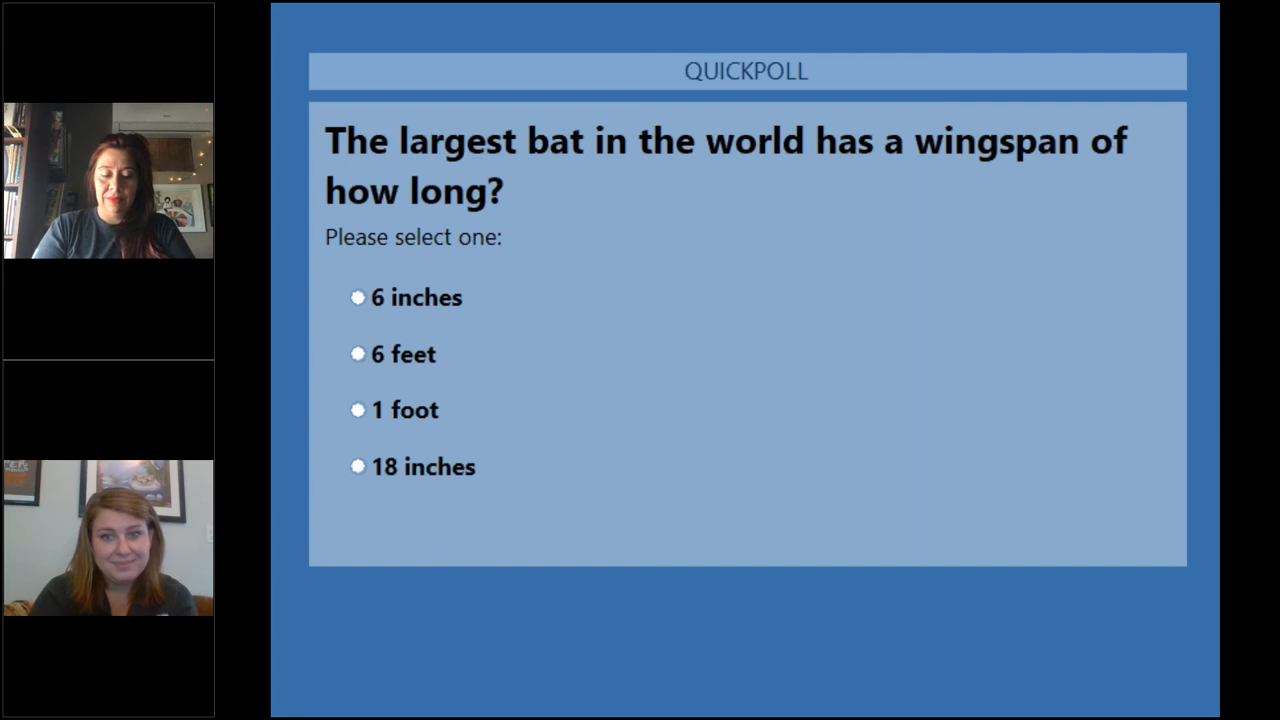 QUICKPOLL
The largest bat in the world has a wingspan of
how long?
Please select one:
6 inches
6 feet
1 foot
18 inches